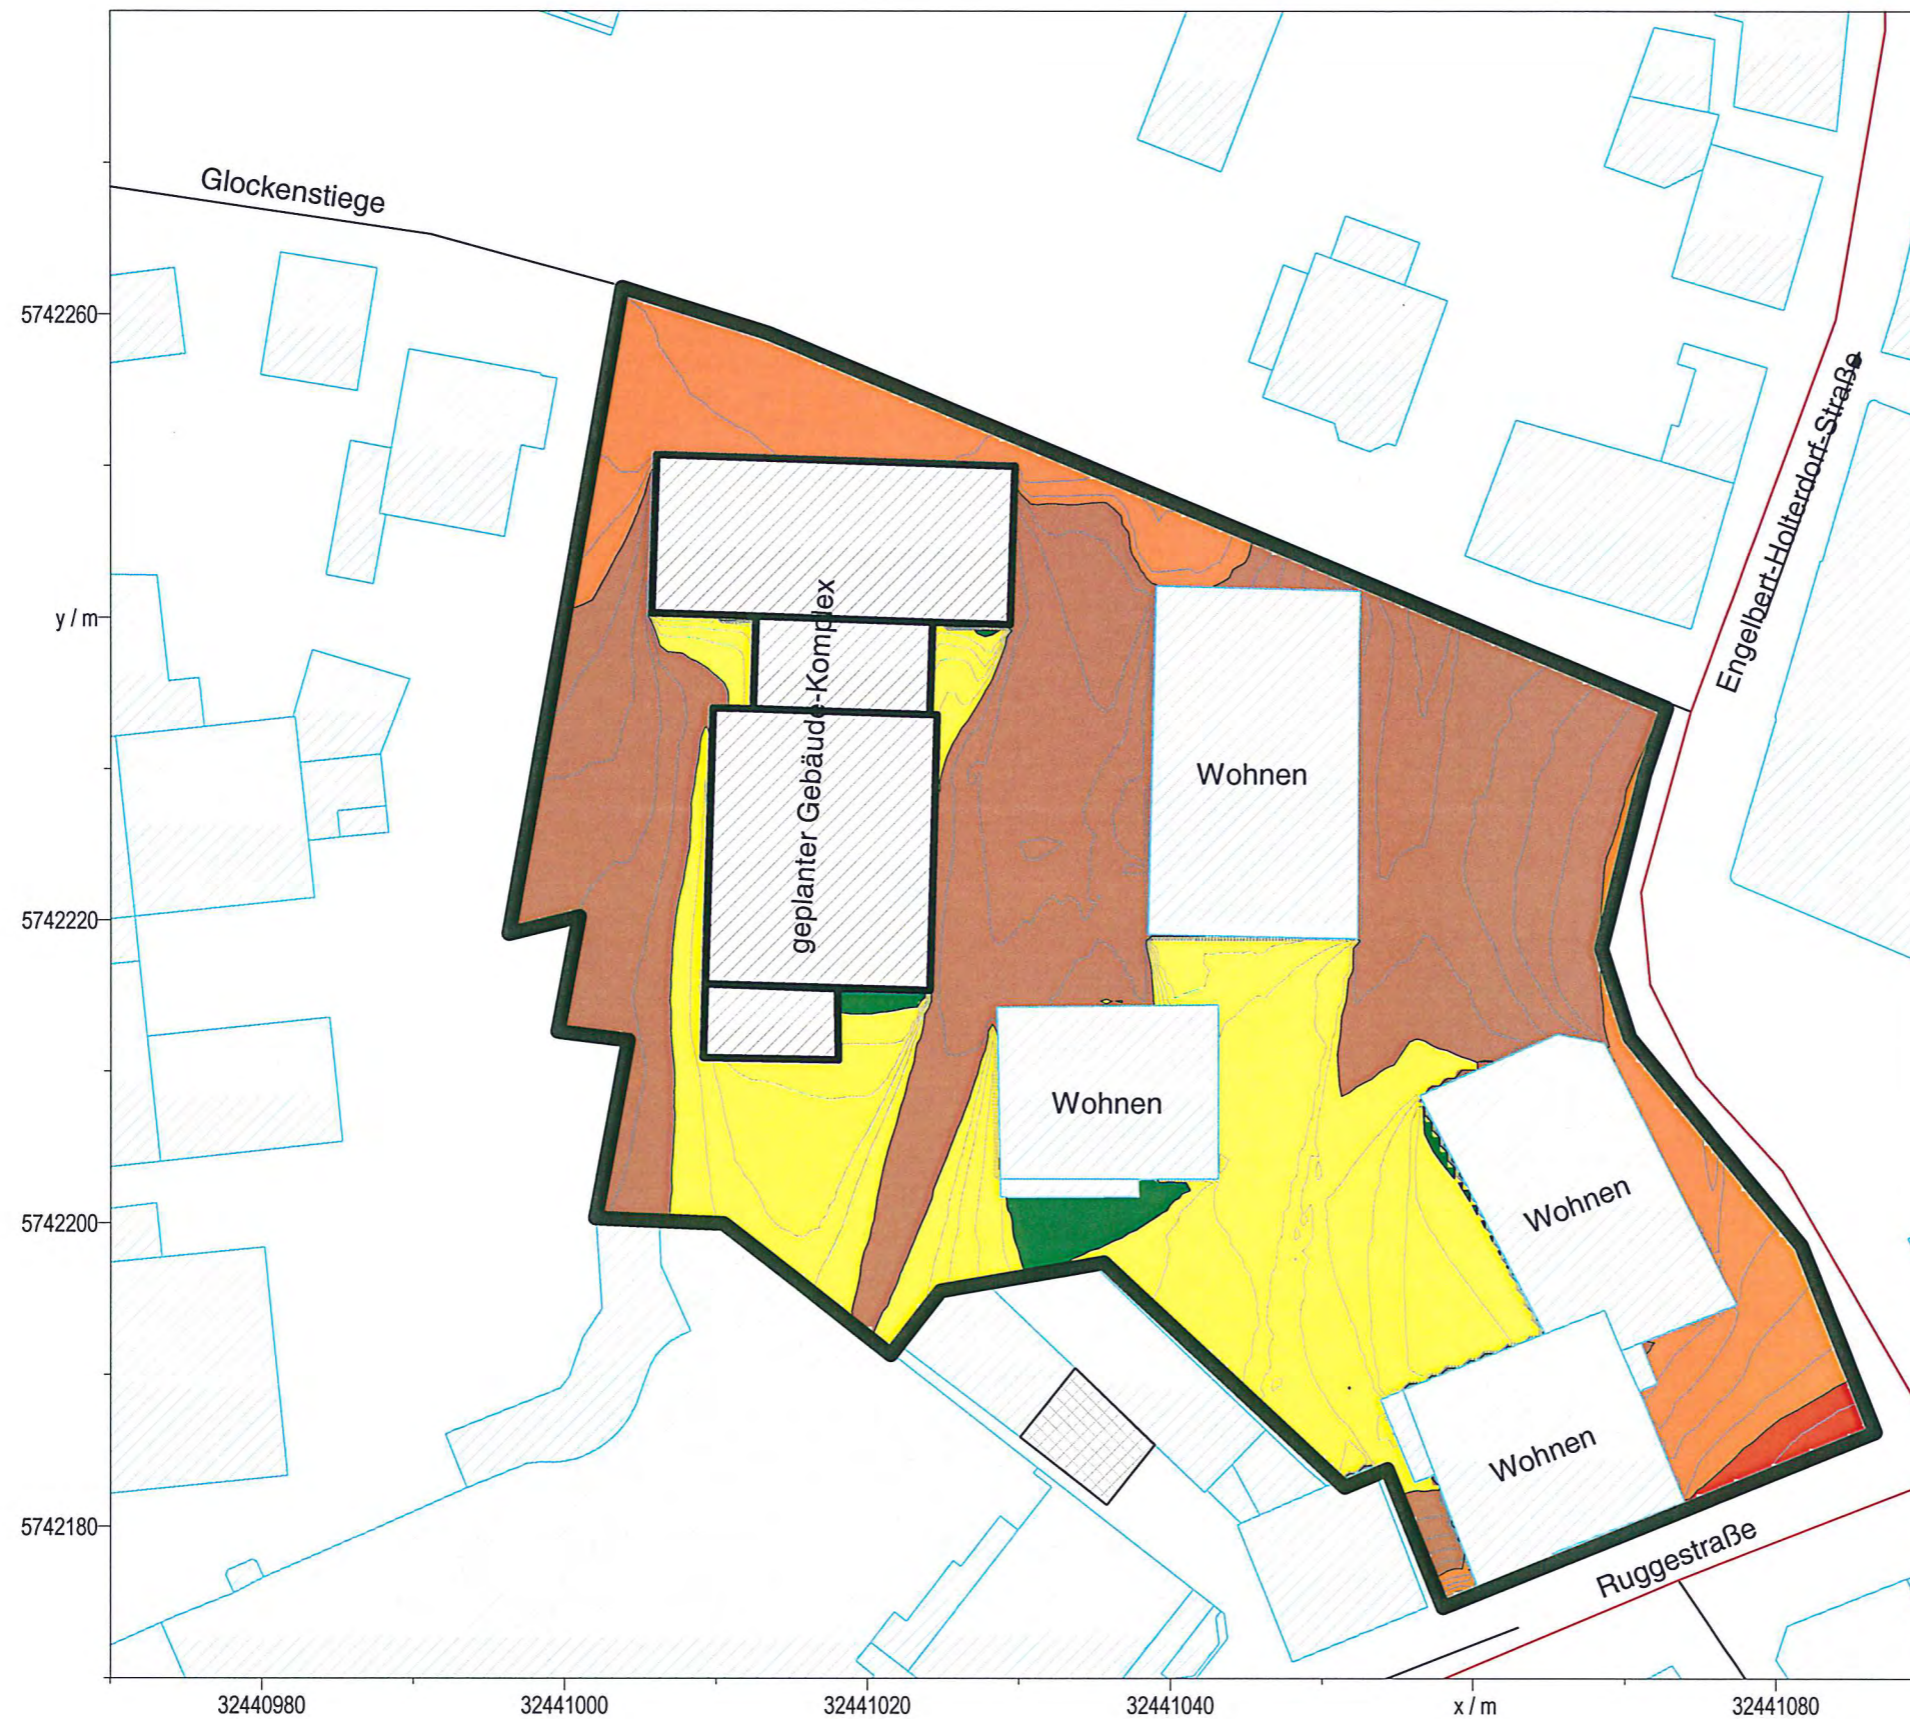 Glockenstiege
5742260
y / m
5742220
5742200
5742180
Engelbert-Holterdorf-Straße
geplanter Gebäude-Komplex
Wohnen
Wohnen
Wohnen
Wohnen
Ruggestraße
32440980
32441000
32441020
32441040
x / m
32441080